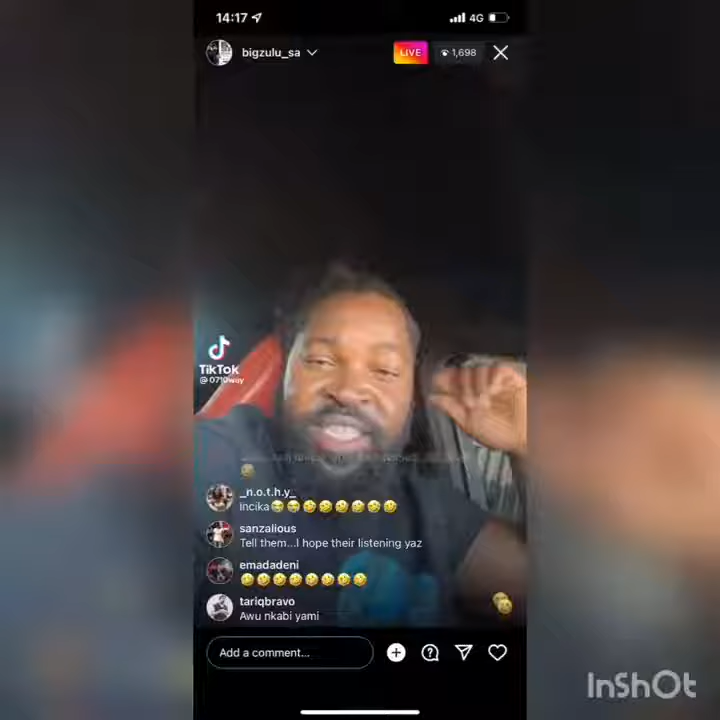 14:17
4G
bigzulu_sa
LIVE
1,698
TikTok
@0710way
_n.o.t.h.y_
Incika😭😭🤣🤣🤣🤣🤣🤣
sanzalious
Tell them...I hope their listening yaz
emadadeni
🤣🤣🤣🤣🤣🤣🤣🤣
tariqbravo
Awu nkabi yami
Add a comment...
InShOt